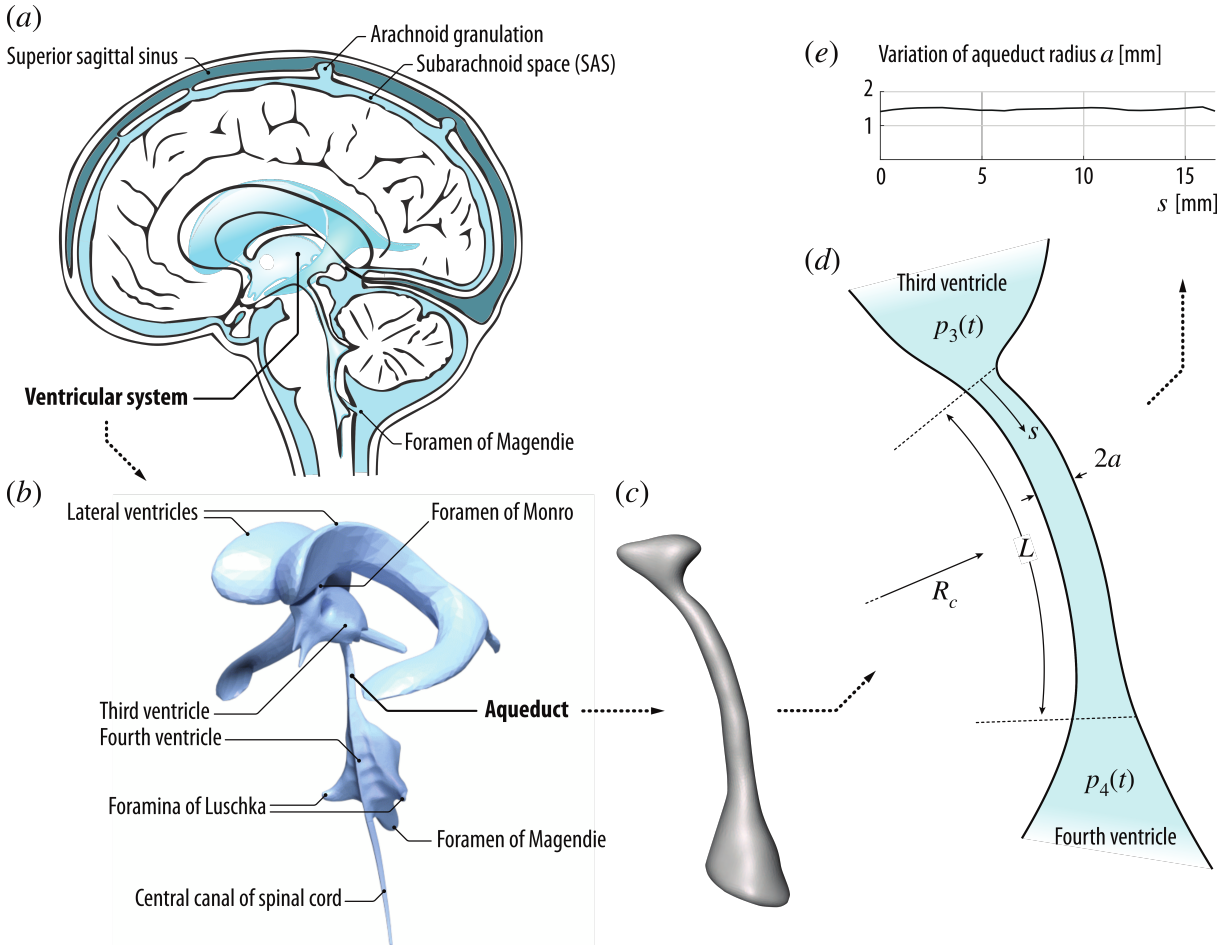 (a)
Superior sagittal sinus
Arachnoid granulation
Subarachnoid space (SAS)
Ventricular system
Foramen of Magendie
(b)
Lateral ventricles
Foramen of Monro
Third ventricle
Fourth ventricle
Aqueduct
Foramina of Luschka
Foramen of Magendie
Central canal of spinal cord
(c)
(e)
Variation of aqueduct radius a [mm]
2
1
0 5 10 15
s [mm]
(d)
Third ventricle
p₃(t)
s
2a
L
R_c
p₄(t)
Fourth ventricle